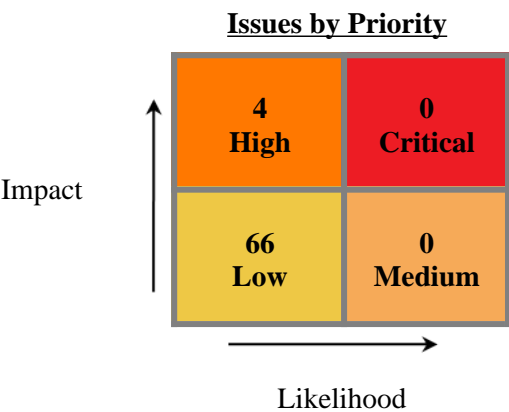 Issues by Priority
4
High
0
Critical
Impact
66
Low
0
Medium
Likelihood